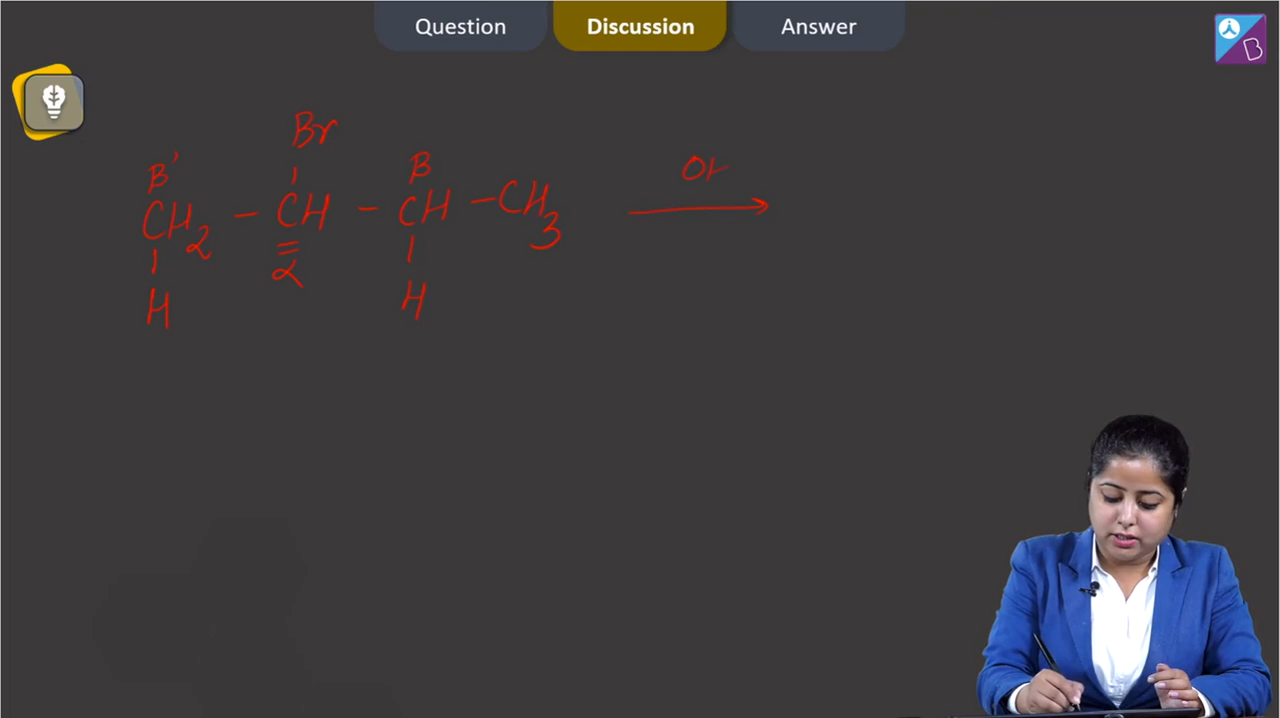 Question
Discussion
Answer
B
Br
B' B
CH2 - CH - CH - CH3
OH
α
H H